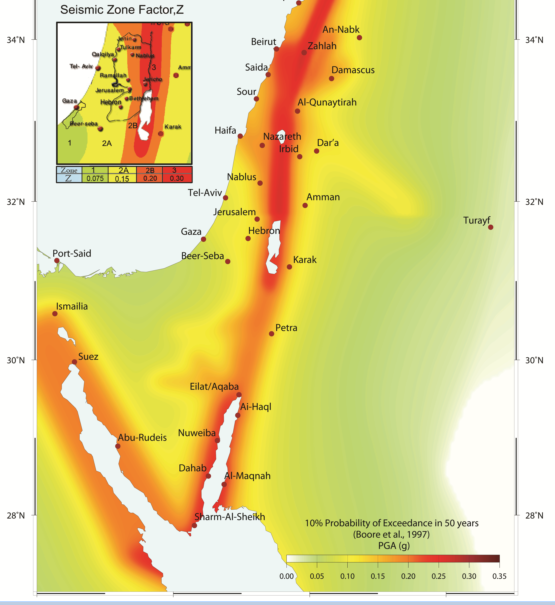 Seismic Zone Factor,Z
Jenin
Tulkarm
Qalqilya
Nablus
Tel- Aviv
3
Amm
Ramallah
Jericho
Jerusalem
Bethlehem
Gaza
Hebron
Beer-seba
2B
Karak
1
2A
Zone 1 2A 2B 3
Z 0.075 0.15 0.20 0.30
34°N
An-Nabk
Beirut
Zahlah
Saida
Damascus
Sour
Al-Qunaytirah
Haifa
Nazareth
Irbid
Dar'a
Nablus
Tel-Aviv
32°N
Amman
Jerusalem
Turayf
Gaza
Hebron
Port-Said
Beer-Seba
Karak
Ismailia
Petra
30°N
Suez
Eilat/Aqaba
Ai-Haql
Abu-Rudeis
Nuweiba
Dahab
Al-Maqnah
28°N
Sharm-Al-Sheikh
10% Probability of Exceedance in 50 years
(Boore et al., 1997)
PGA (g)
0.00 0.05 0.10 0.15 0.20 0.25 0.30 0.35
34°N
32°N
30°N
28°N